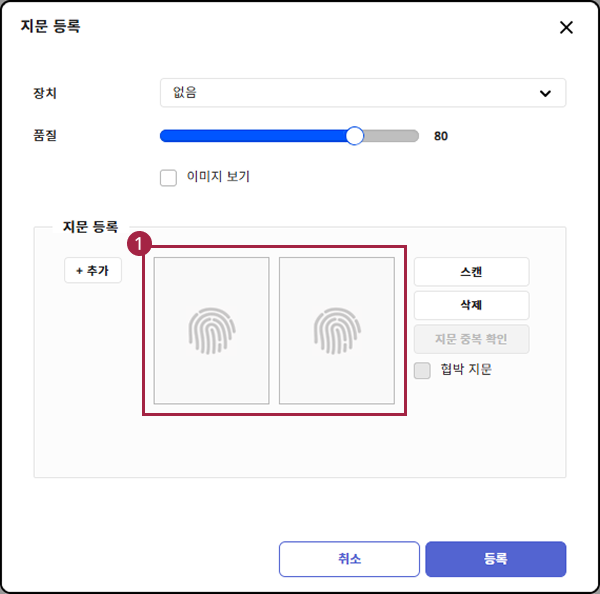 지문 등록
장치
없음
품질
80
이미지 보기
지문 등록
1
+ 추가
스캔
삭제
지문 중복 확인
협박 지문
취소
등록